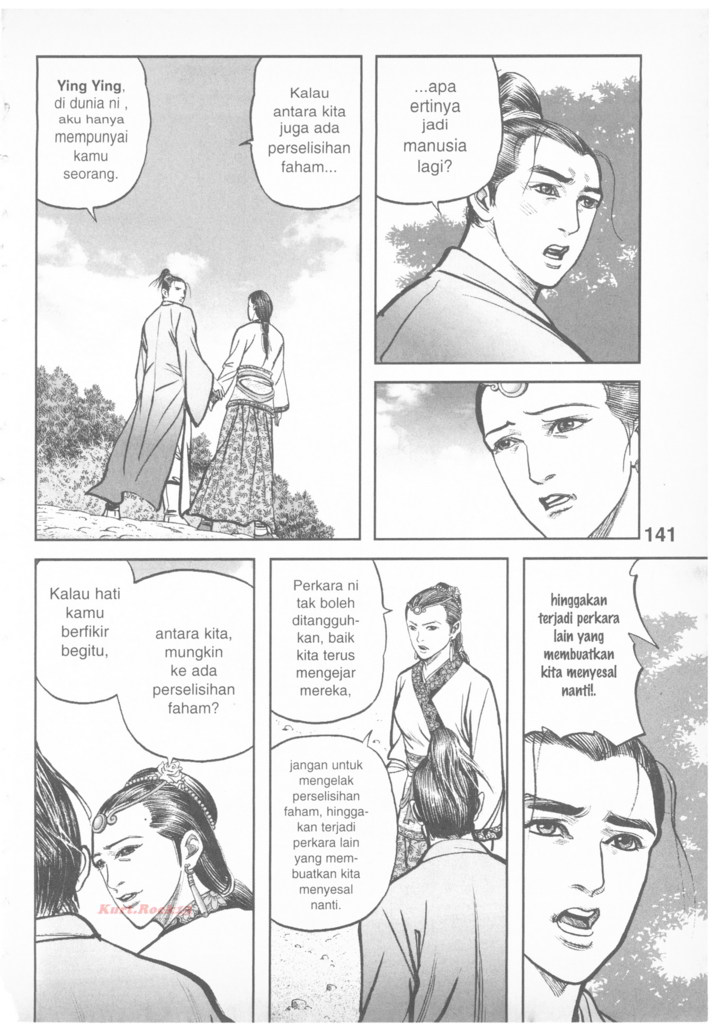 Ying Ying,
di dunia ni ,
aku hanya
mempunyai
kamu
seorang.
Kalau
antara kita
juga ada
perselisihan
faham...
...apa
ertinya
jadi
manusia
lagi?
141
Kalau hati
kamu
berfikir
begitu,
antara kita,
mungkin
ke ada
perselisihan
faham?
Perkara ni
tak boleh
ditangguh-
kan, baik
kita terus
mengejar
mereka,
jangan untuk
mengelak
perselisihan
faham, hingga-
kan terjadi
perkara lain
yang mem-
buatkan kita
menyesal
nanti.
hinggakan
terjadi perkara
lain yang
membuatkan
kita menyesal
nanti!.